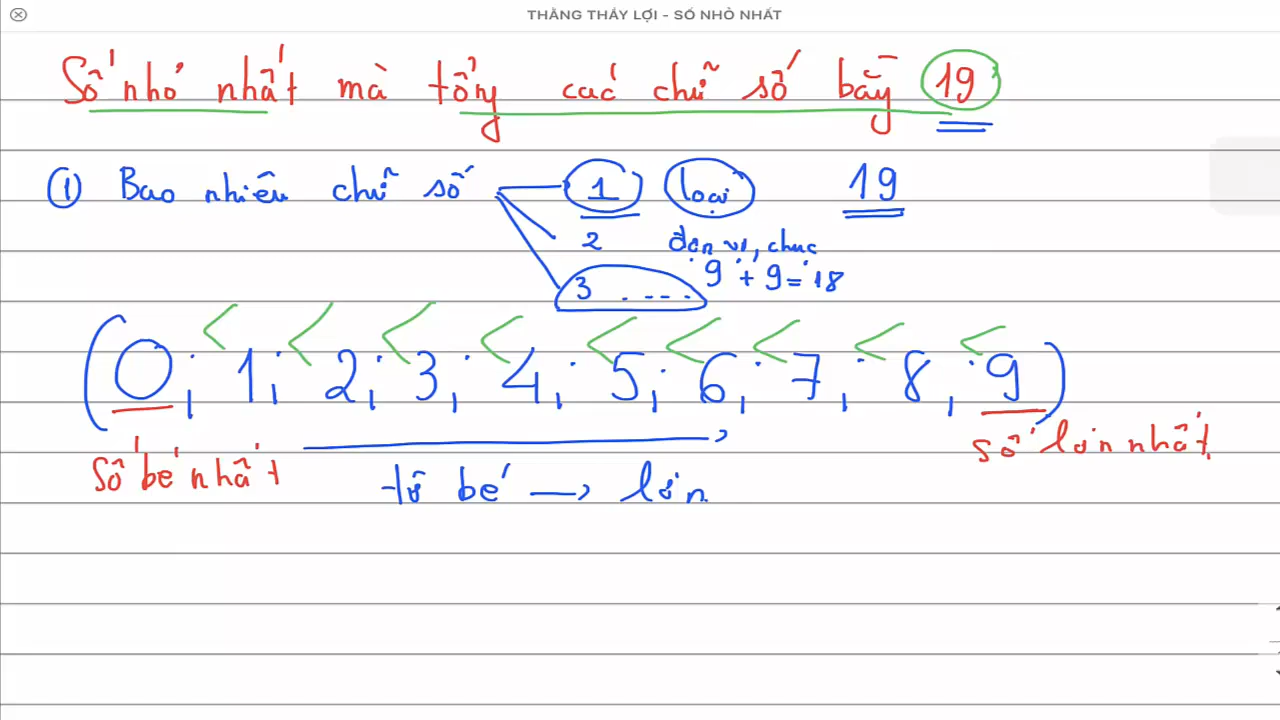 THẰNG THẦY LỢI - SỐ NHỎ NHẤT
Số nhỏ nhất mà tổng các chữ số bằng 19
① Bao nhiêu chữ số 1 loại 19
2 đơn vị, chục
3 .---- 9 + 9 = 18
(0; 1; 2; 3; 4; 5; 6; 7; 8; 9)
< < < < < < < < <
số bé nhất từ bé → lớn số lớn nhất